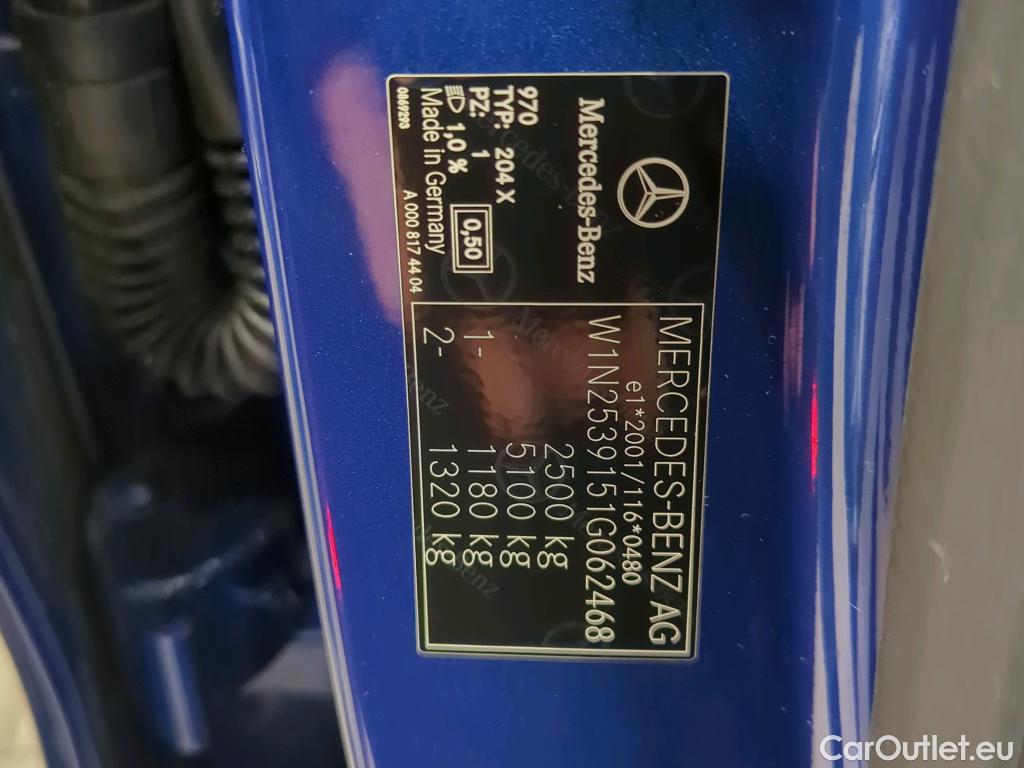 Mercedes-Benz
970
TYP: 204 X
PZ: 1
1,0 %
0,50
Made in Germany
0869293
A 000 817 44 04
MERCEDES-BENZ AG
e1*2001/116*0480
W1N2539151G062468
2500 kg
5100 kg
1- 1180 kg
2- 1320 kg
CarOutlet.eu